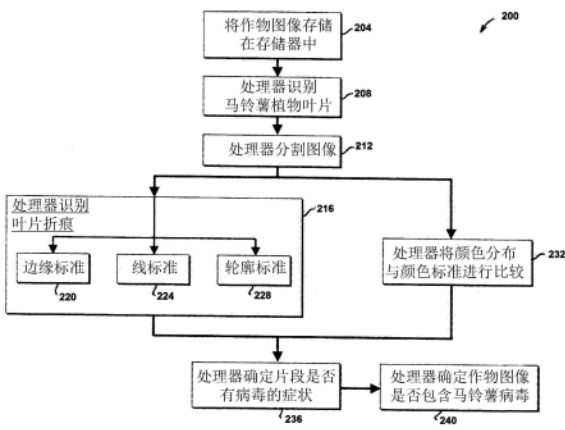 200
将作物图像存储
在存储器中
204
处理器识别
马铃薯植物叶片
208
处理器分割图像
212
处理器识别
叶片折痕
216
边缘标准
220
线标准
224
轮廓标准
228
处理器将颜色分布
与颜色标准进行比较
232
处理器确定片段是否
有病毒的症状
236
处理器确定作物图像
是否包含马铃薯病毒
240